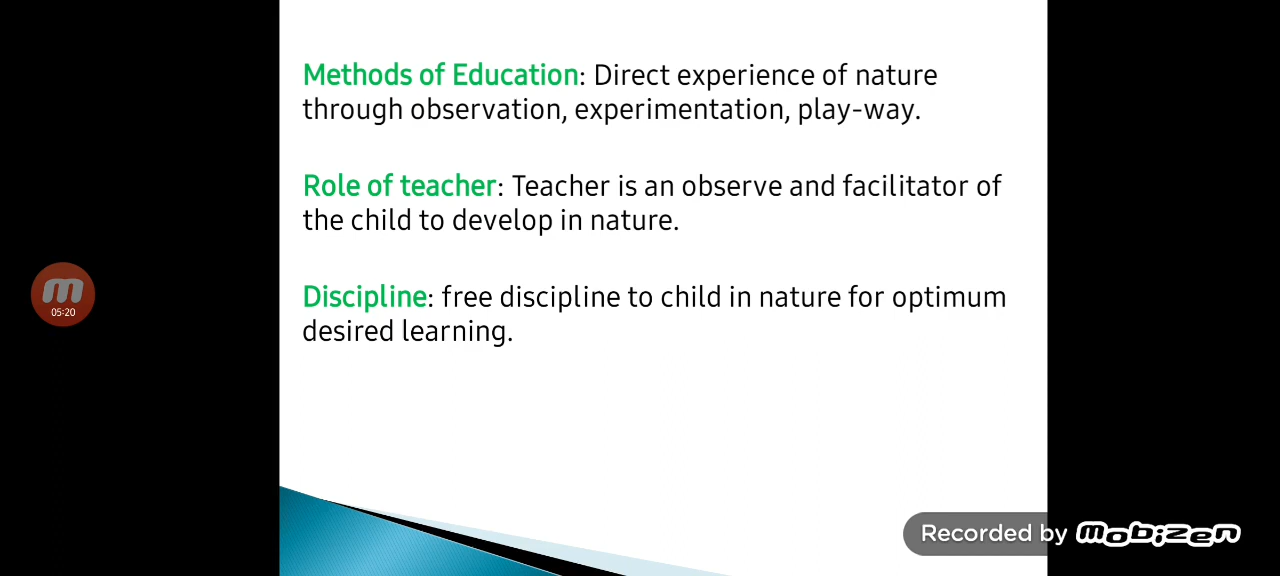 Methods of Education: Direct experience of nature
through observation, experimentation, play-way.
Role of teacher: Teacher is an observe and facilitator of
the child to develop in nature.
Discipline: free discipline to child in nature for optimum
desired learning.
m
05:20
Recorded by mobizen